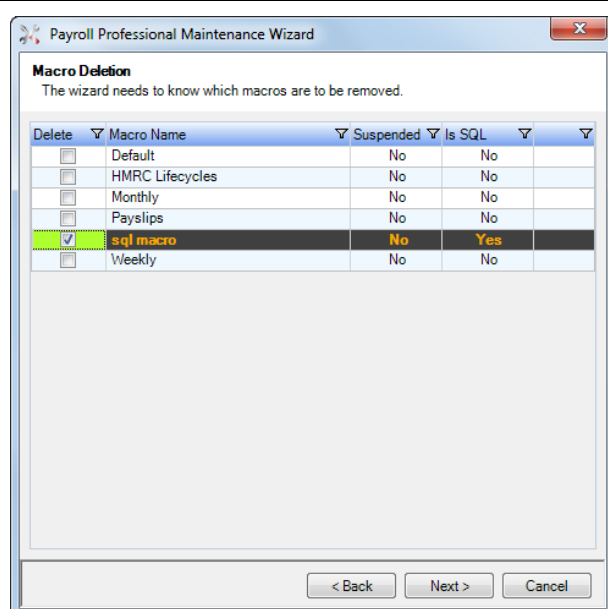 Payroll Professional Maintenance Wizard
Macro Deletion
The wizard needs to know which macros are to be removed.
Delete Macro Name Suspended Is SQL
Default No No
HMRC Lifecycles No No
Monthly No No
Payslips No No
sql macro No Yes
Weekly No No
< Back Next > Cancel